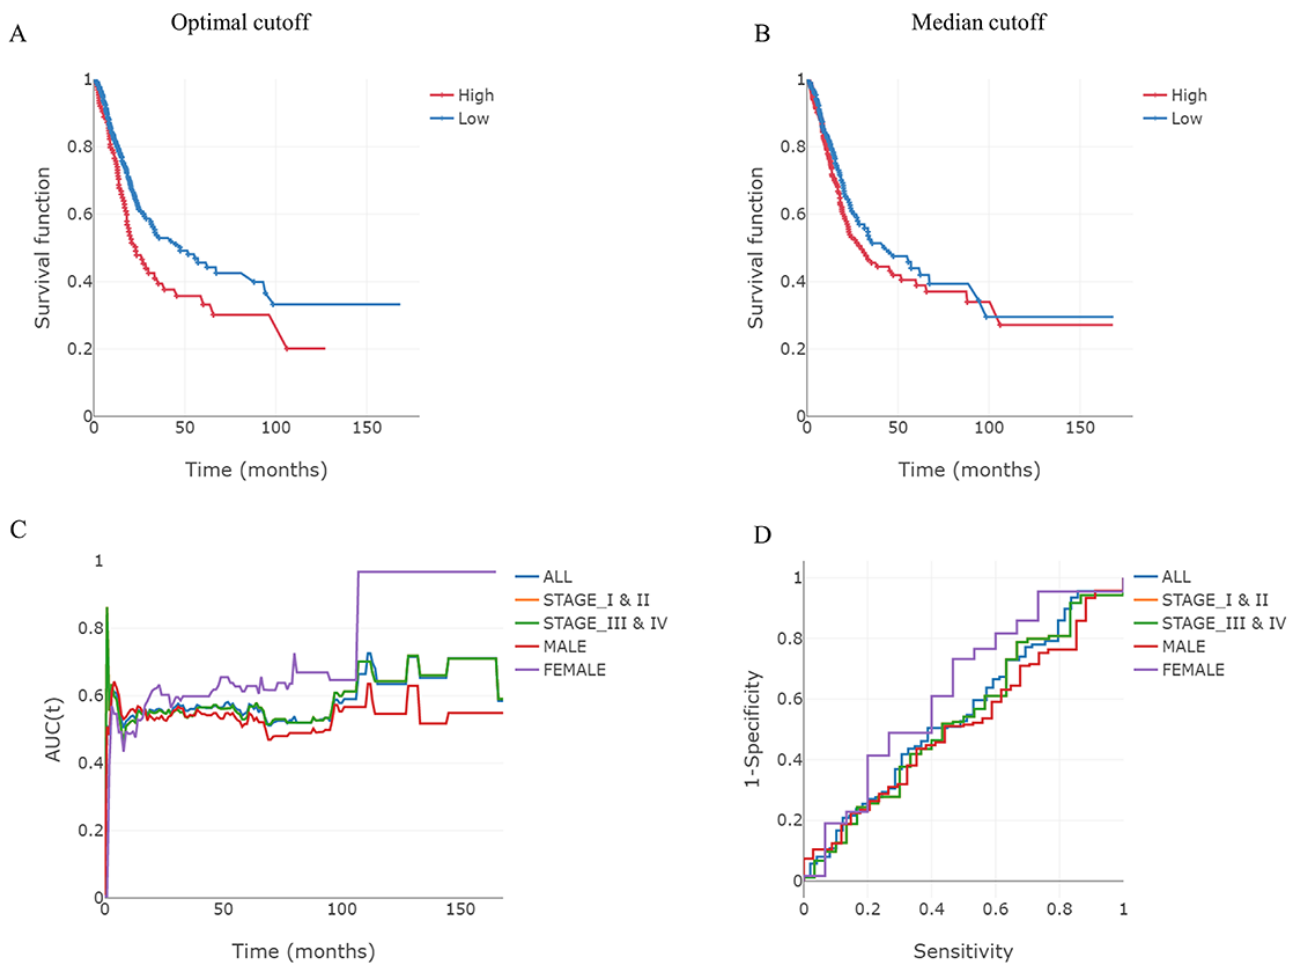 A
Optimal cutoff
High
Low
1
0.8
0.6
0.4
0.2
0
0
50
100
150
Survival function
Time (months)
B
Median cutoff
High
Low
1
0.8
0.6
0.4
0.2
0
0
50
100
150
Survival function
Time (months)
C
ALL
STAGE_I & II
STAGE_III & IV
MALE
FEMALE
1
0.8
0.6
0.4
0.2
0
0
50
100
150
AUC(t)
Time (months)
D
ALL
STAGE_I & II
STAGE_III & IV
MALE
FEMALE
1
0.8
0.6
0.4
0.2
0
0
0.2
0.4
0.6
0.8
1
1-Specificity
Sensitivity